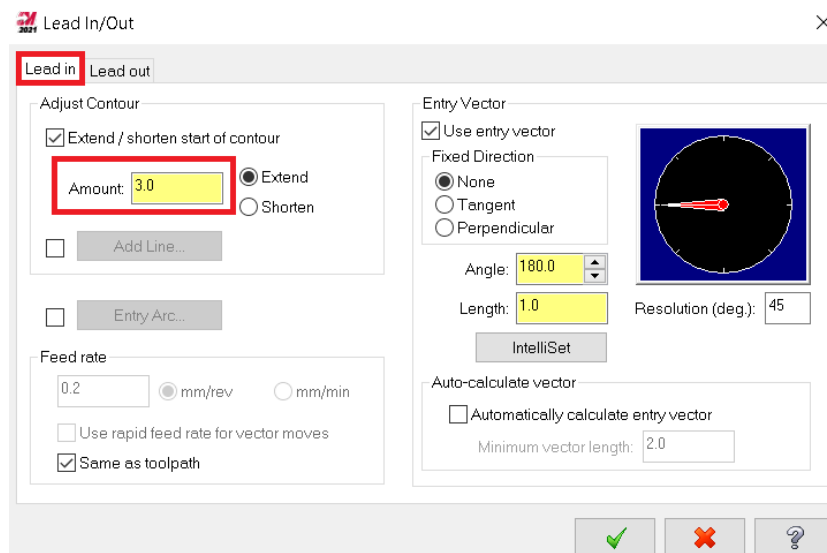 2021 Lead In/Out
Lead in Lead out
Adjust Contour
Extend / shorten start of contour
Amount: 3.0
Extend
Shorten
Add Line...
Entry Arc...
Feed rate
0.2 mm/rev mm/min
Use rapid feed rate for vector moves
Same as toolpath
Entry Vector
Use entry vector
Fixed Direction
None
Tangent
Perpendicular
Angle: 180.0
Length: 1.0 Resolution (deg.): 45
IntelliSet
Auto-calculate vector
Automatically calculate entry vector
Minimum vector length: 2.0